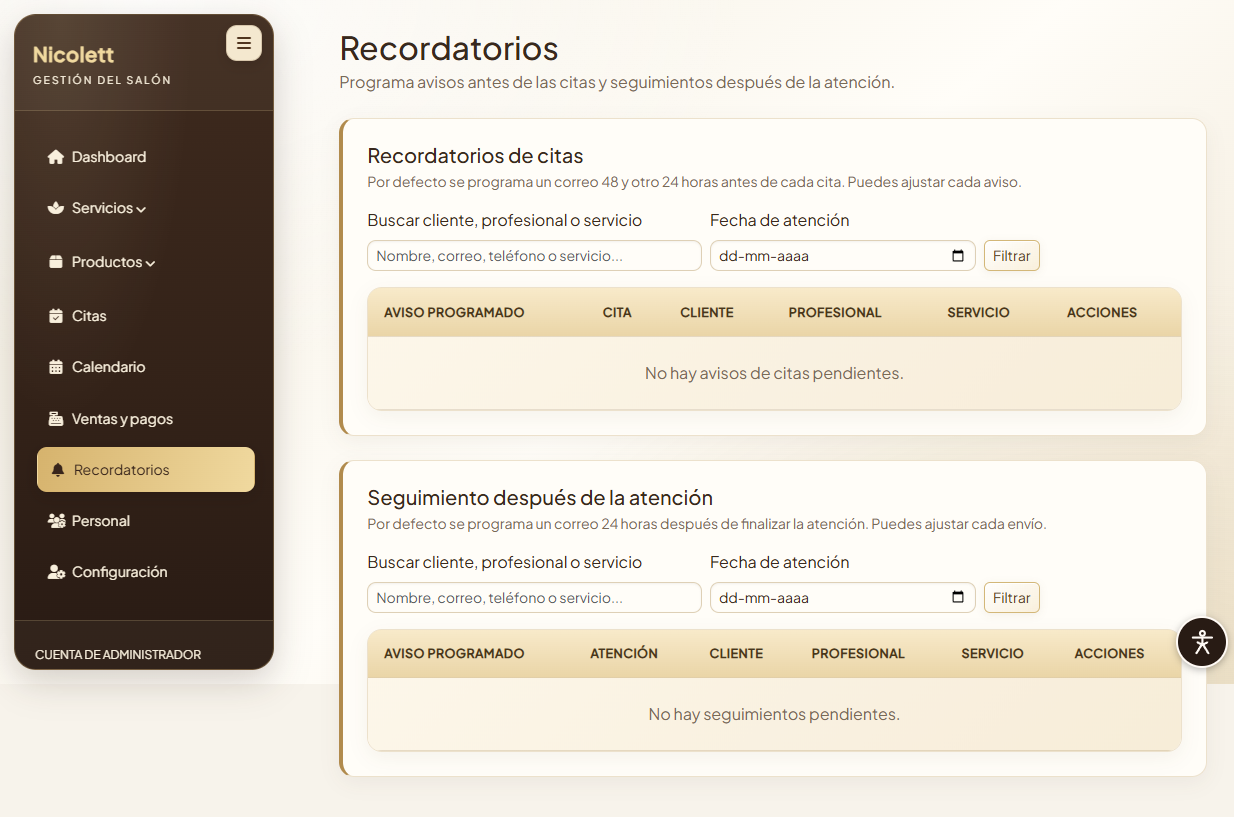 Nicolett
GESTIÓN DEL SALÓN
Dashboard
Servicios
Productos
Citas
Calendario
Ventas y pagos
Recordatorios
Personal
Configuración
CUENTA DE ADMINISTRADOR
Recordatorios
Programa avisos antes de las citas y seguimientos después de la atención.
Recordatorios de citas
Por defecto se programa un correo 48 y otro 24 horas antes de cada cita. Puedes ajustar cada aviso.
Buscar cliente, profesional o servicio Fecha de atención
Nombre, correo, teléfono o servicio... dd-mm-aaaa Filtrar
AVISO PROGRAMADO CITA CLIENTE PROFESIONAL SERVICIO ACCIONES
No hay avisos de citas pendientes.
Seguimiento después de la atención
Por defecto se programa un correo 24 horas después de finalizar la atención. Puedes ajustar cada envío.
Buscar cliente, profesional o servicio Fecha de atención
Nombre, correo, teléfono o servicio... dd-mm-aaaa Filtrar
AVISO PROGRAMADO ATENCIÓN CLIENTE PROFESIONAL SERVICIO ACCIONES
No hay seguimientos pendientes.